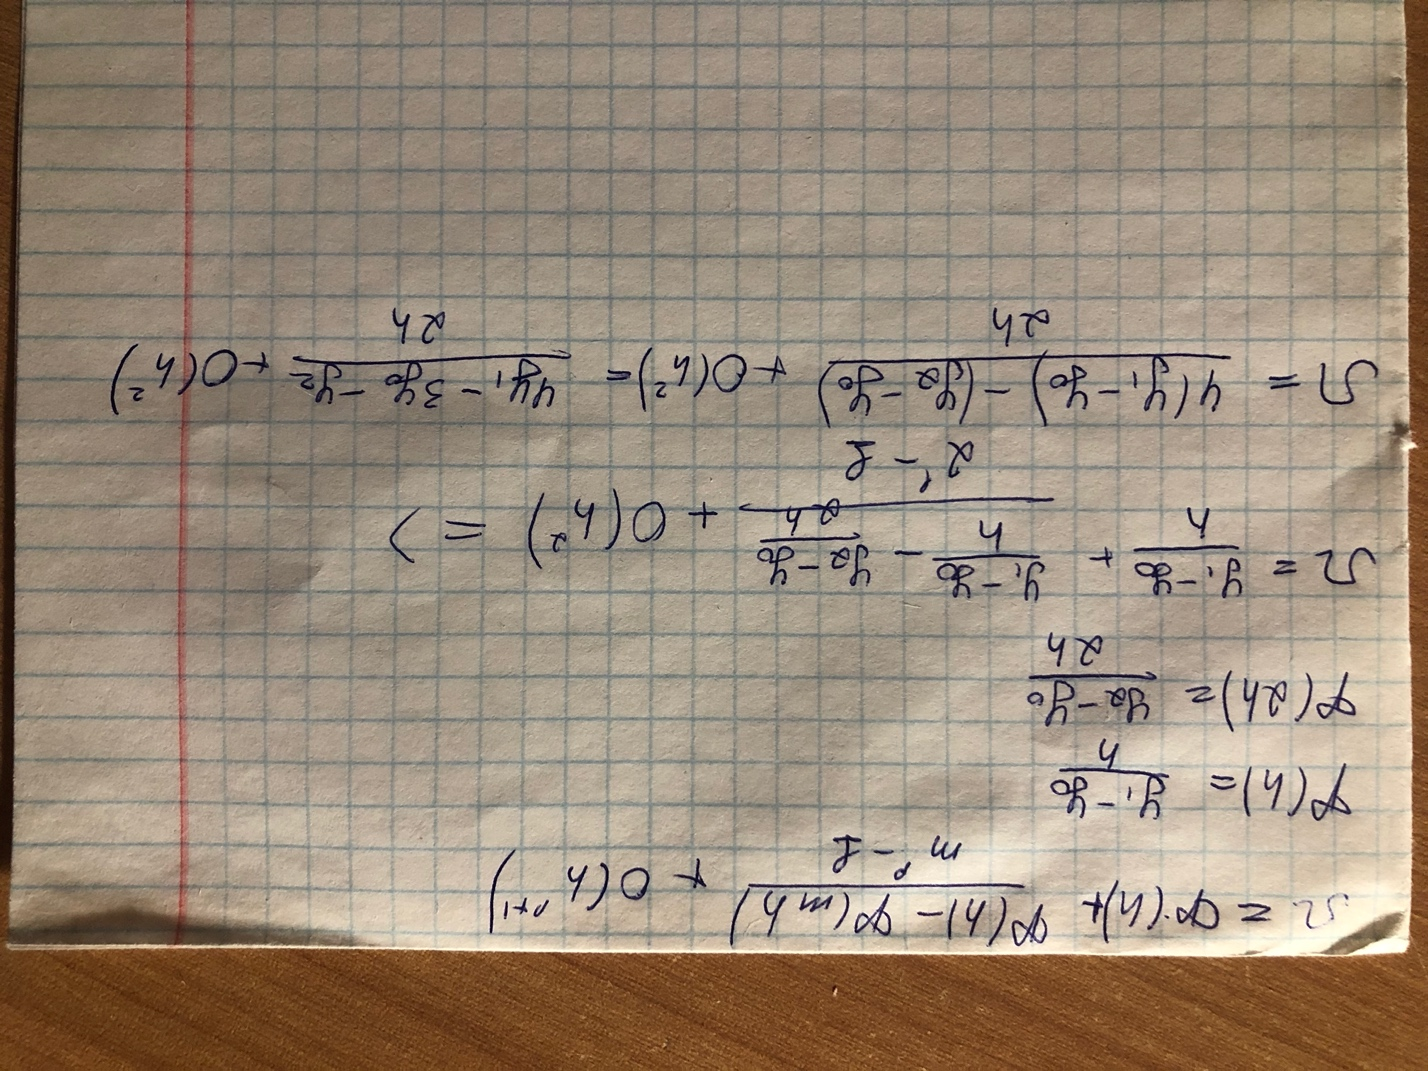 Ω = φ(h) + (φ(h) - φ(mh)) / (m^p - 1) + O(h^(p+1))
φ(h) = (y₁ - y₀) / h
φ(2h) = (y₂ - y₀) / 2h
Ω = (y₁ - y₀) / h + ((y₁ - y₀) / h - (y₂ - y₀) / 2h) / (2¹ - 1) + O(h²) =>
Ω = (4(y₁ - y₀) - (y₂ - y₀)) / 2h + O(h²) = (4y₁ - 3y₀ - y₂) / 2h + O(h²)